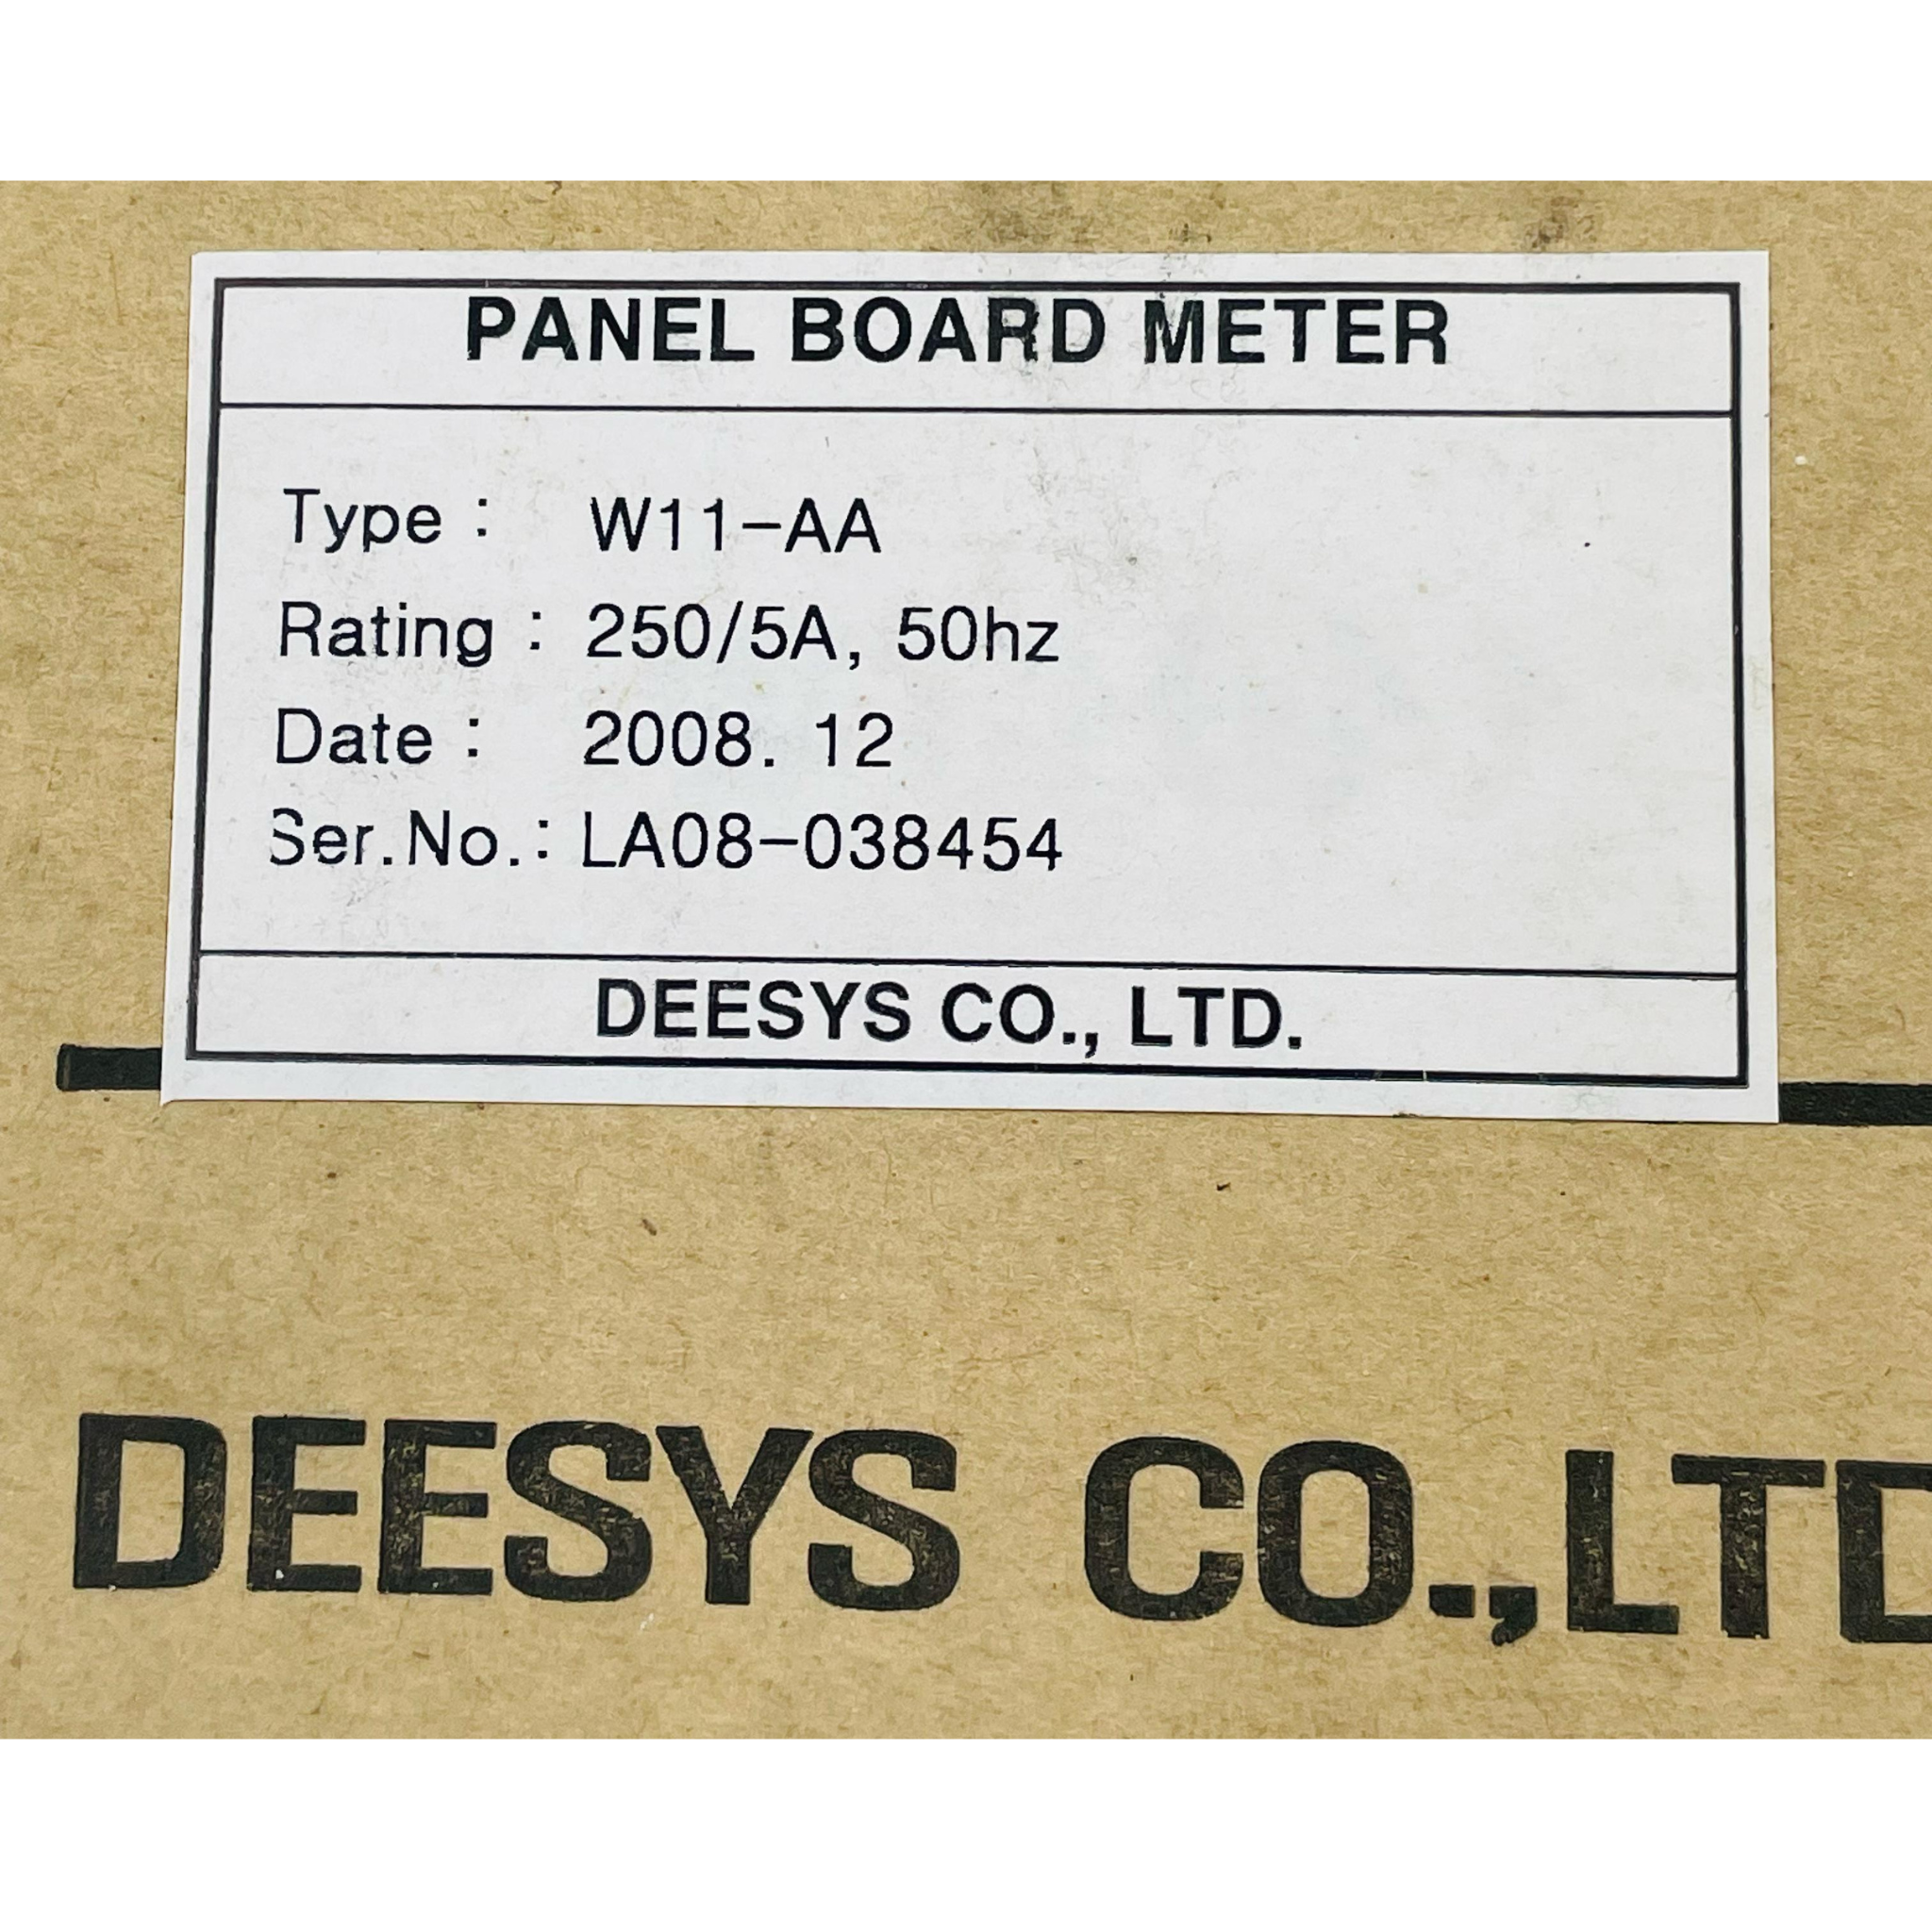 PANEL BOARD METER
Type : W11-AA
Rating : 250/5A, 50hz
Date : 2008. 12
Ser.No.: LA08-038454
DEESYS CO., LTD.
DEESYS CO.,LTD